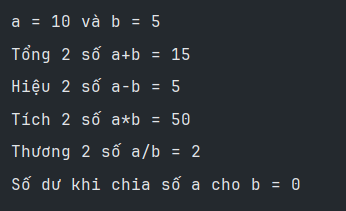 a = 10 và b = 5
Tổng 2 số a+b = 15
Hiệu 2 số a-b = 5
Tích 2 số a*b = 50
Thương 2 số a/b = 2
Số dư khi chia số a cho b = 0